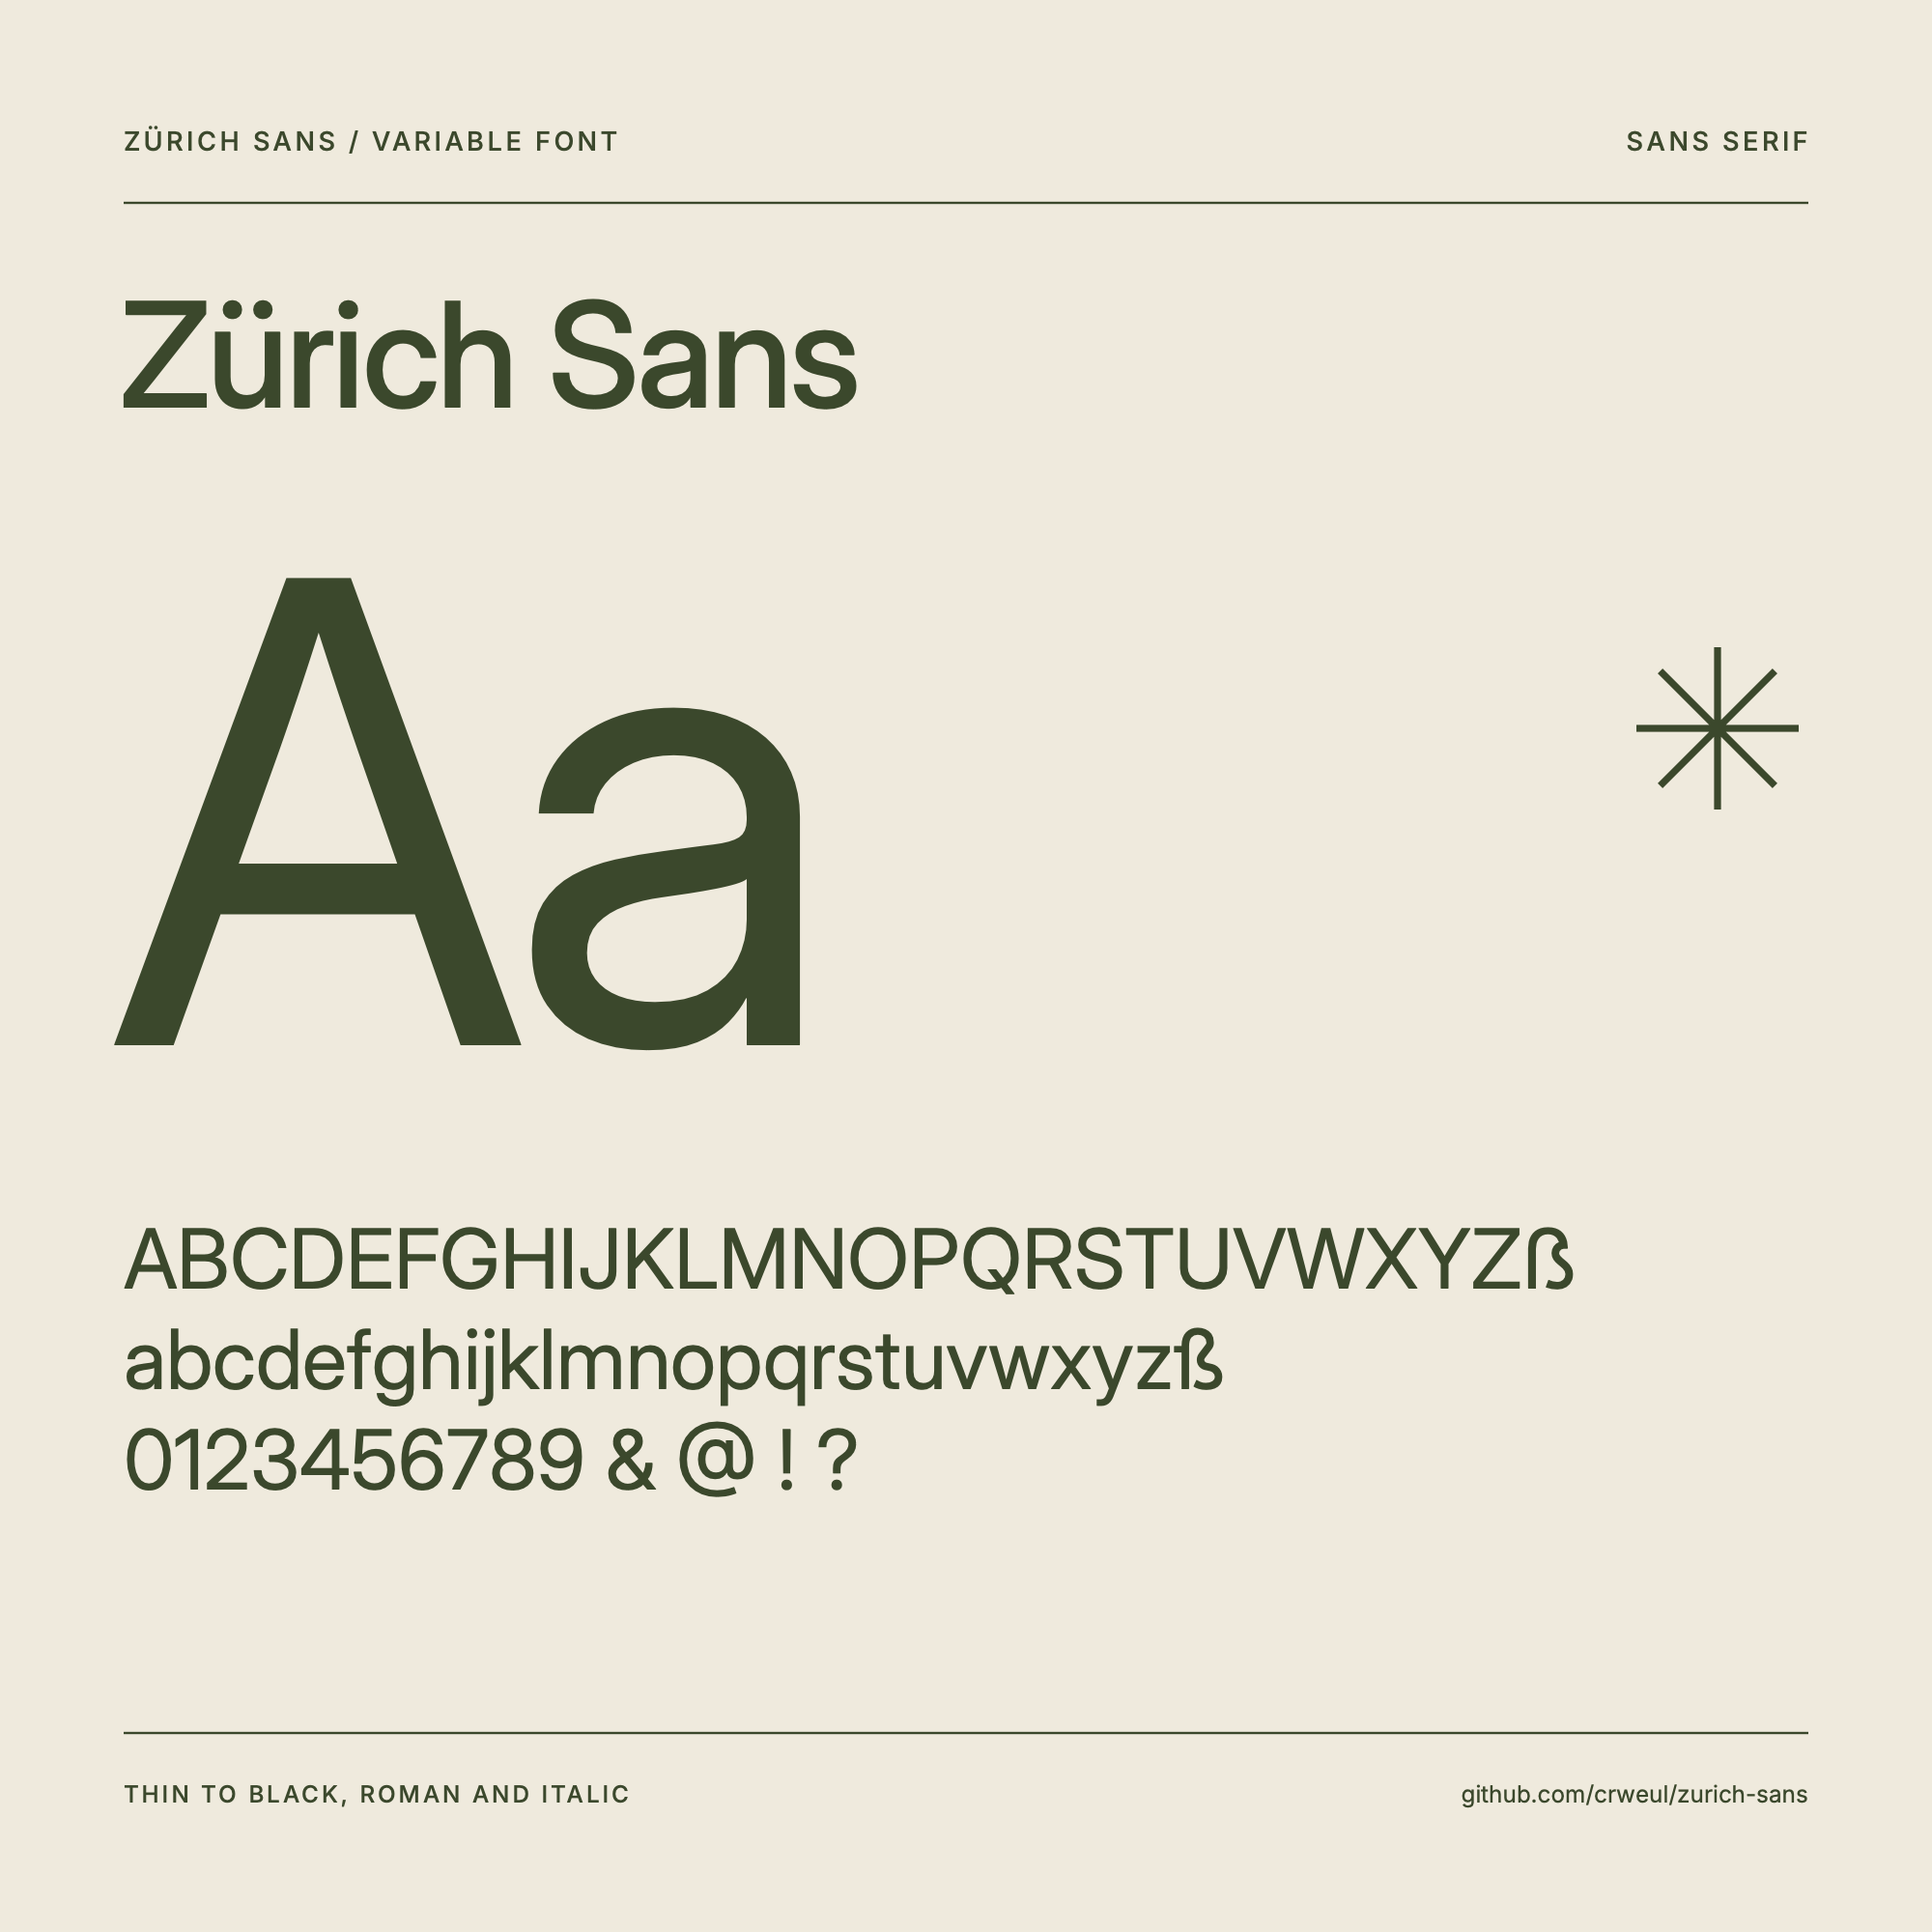 ZÜRICH SANS / VARIABLE FONT
SANS SERIF
Zürich Sans
Aa
ABCDEFGHIJKLMNOPQRSTUVWXYZẞ
abcdefghijklmnopqrstuvwxyzß
0123456789 & @ ! ?
THIN TO BLACK, ROMAN AND ITALIC
github.com/crweul/zurich-sans